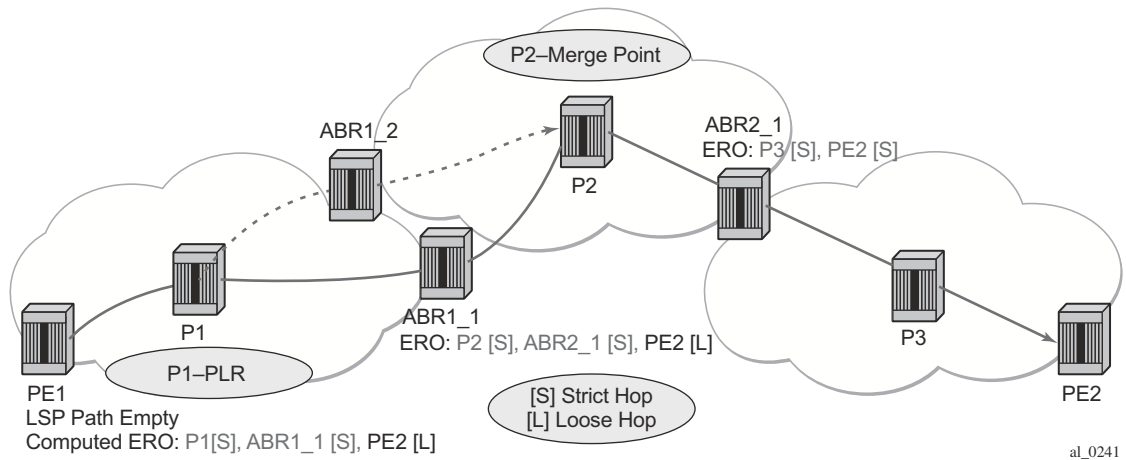 P2–Merge Point
ABR1_2
ABR2_1
ERO: P3 [S], PE2 [S]
P2
P1
ABR1_1
ERO: P2 [S], ABR2_1 [S], PE2 [L]
P3
P1–PLR
PE1
LSP Path Empty
Computed ERO: P1[S], ABR1_1 [S], PE2 [L]
[S] Strict Hop
[L] Loose Hop
PE2
al_0241